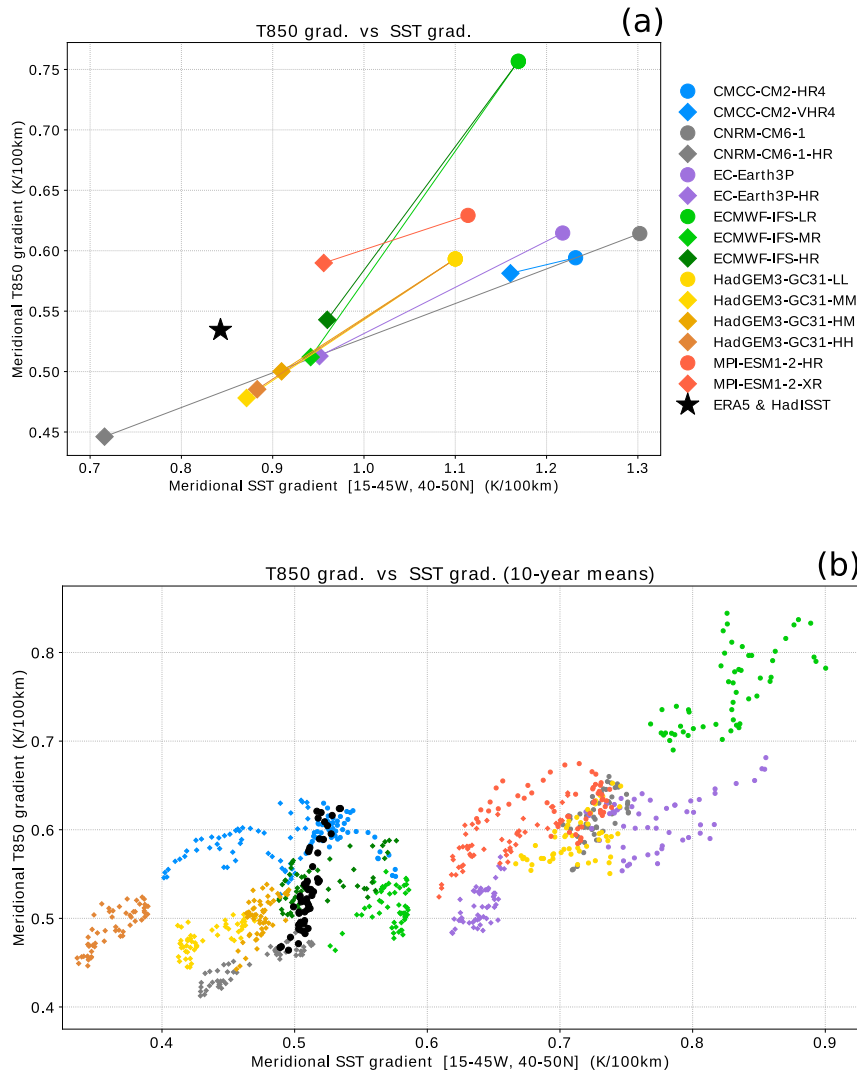 (a)
T850 grad. vs SST grad.
0.75
0.70
0.65
0.60
0.55
0.50
0.45
Meridional T850 gradient (K/100km)
0.7 0.8 0.9 1.0 1.1 1.2 1.3
Meridional SST gradient [15-45W, 40-50N] (K/100km)
CMCC-CM2-HR4
CMCC-CM2-VHR4
CNRM-CM6-1
CNRM-CM6-1-HR
EC-Earth3P
EC-Earth3P-HR
ECMWF-IFS-LR
ECMWF-IFS-MR
ECMWF-IFS-HR
HadGEM3-GC31-LL
HadGEM3-GC31-MM
HadGEM3-GC31-HM
HadGEM3-GC31-HH
MPI-ESM1-2-HR
MPI-ESM1-2-XR
ERA5 & HadISST
(b)
T850 grad. vs SST grad. (10-year means)
0.8
0.7
0.6
0.5
0.4
Meridional T850 gradient (K/100km)
0.4 0.5 0.6 0.7 0.8 0.9
Meridional SST gradient [15-45W, 40-50N] (K/100km)